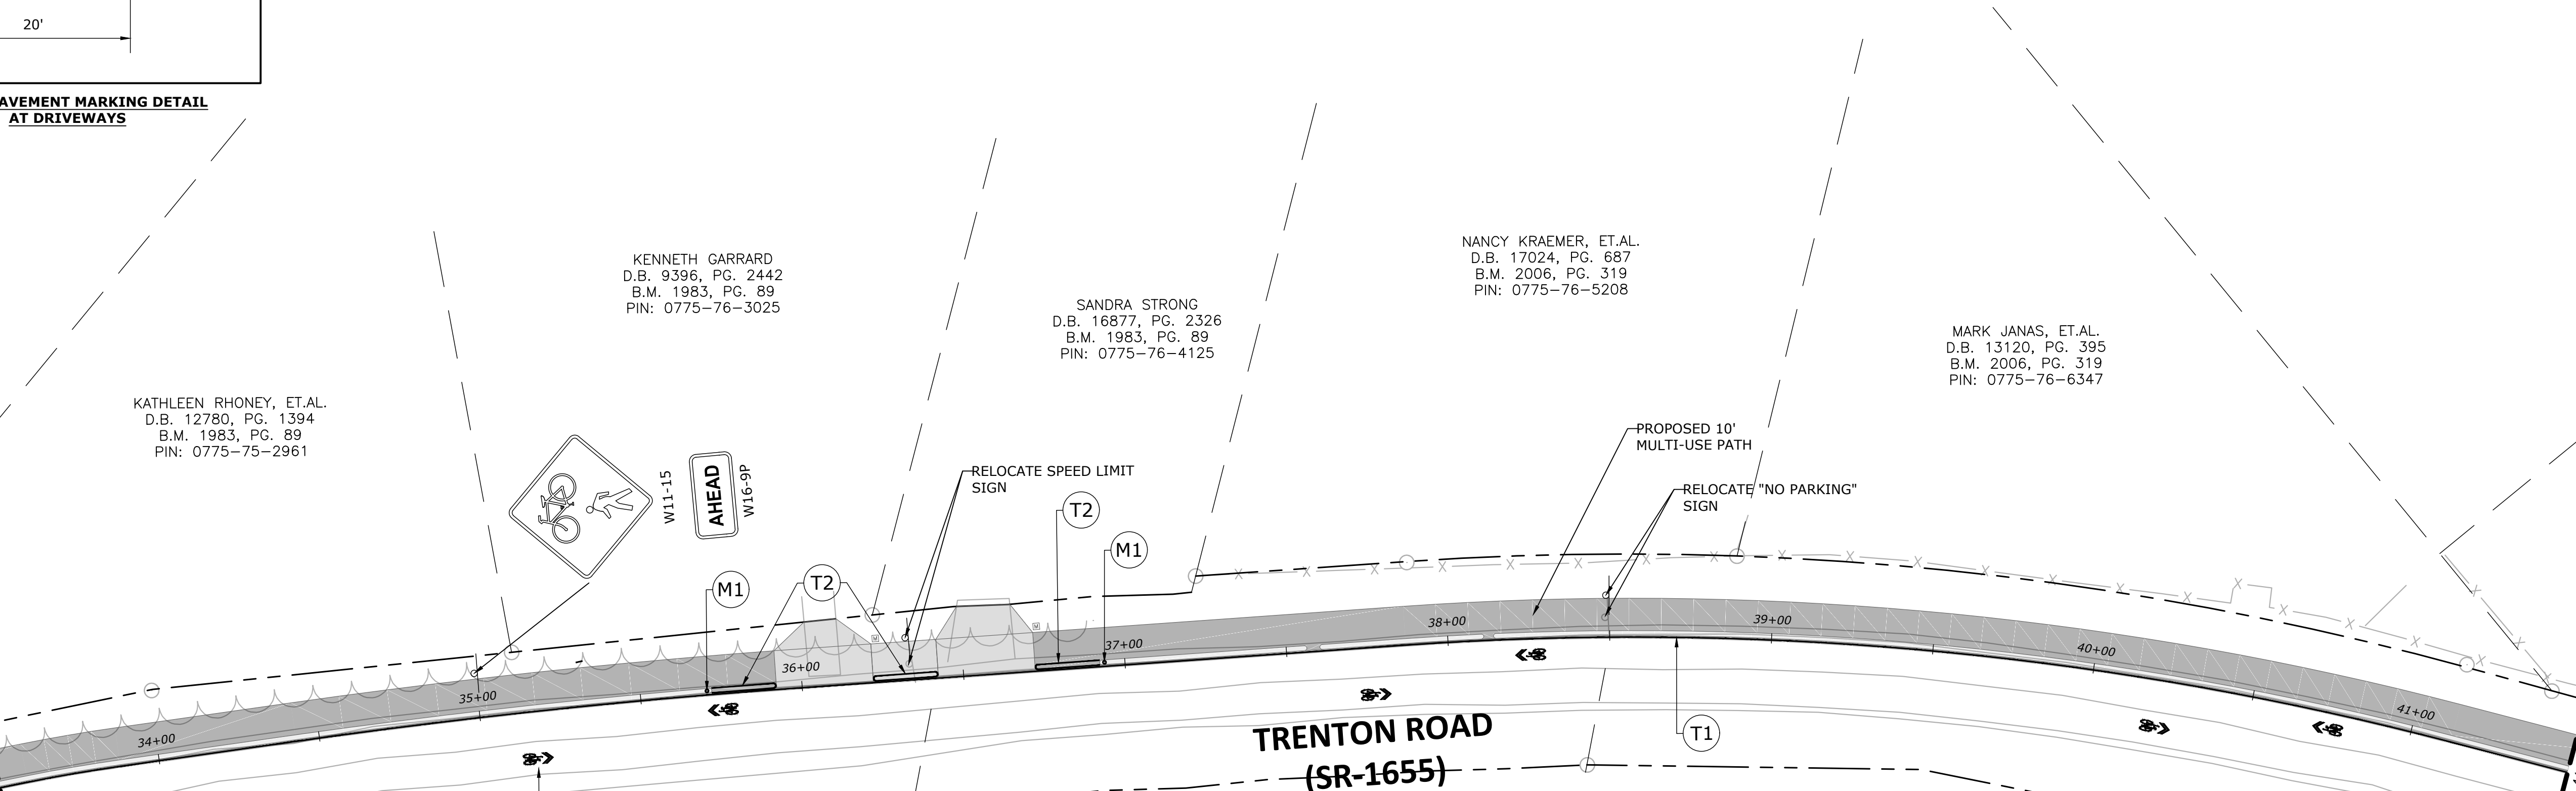 20'
AVEMENT MARKING DETAIL
AT DRIVEWAYS
KATHLEEN RHONEY, ET.AL.
D.B. 12780, PG. 1394
B.M. 1983, PG. 89
PIN: 0775-75-2961
KENNETH GARRARD
D.B. 9396, PG. 2442
B.M. 1983, PG. 89
PIN: 0775-76-3025
SANDRA STRONG
D.B. 16877, PG. 2326
B.M. 1983, PG. 89
PIN: 0775-76-4125
NANCY KRAEMER, ET.AL.
D.B. 17024, PG. 687
B.M. 2006, PG. 319
PIN: 0775-76-5208
MARK JANAS, ET.AL.
D.B. 13120, PG. 395
B.M. 2006, PG. 319
PIN: 0775-76-6347
W11-15
AHEAD
W16-9P
RELOCATE SPEED LIMIT
SIGN
PROPOSED 10'
MULTI-USE PATH
RELOCATE "NO PARKING"
SIGN
M1
T2
T2
M1
T1
34+00
35+00
36+00
37+00
38+00
39+00
40+00
41+00
M
M
X X X X X X X X X X X X X X X X X X X X X X X
TRENTON ROAD
(SR-1655)